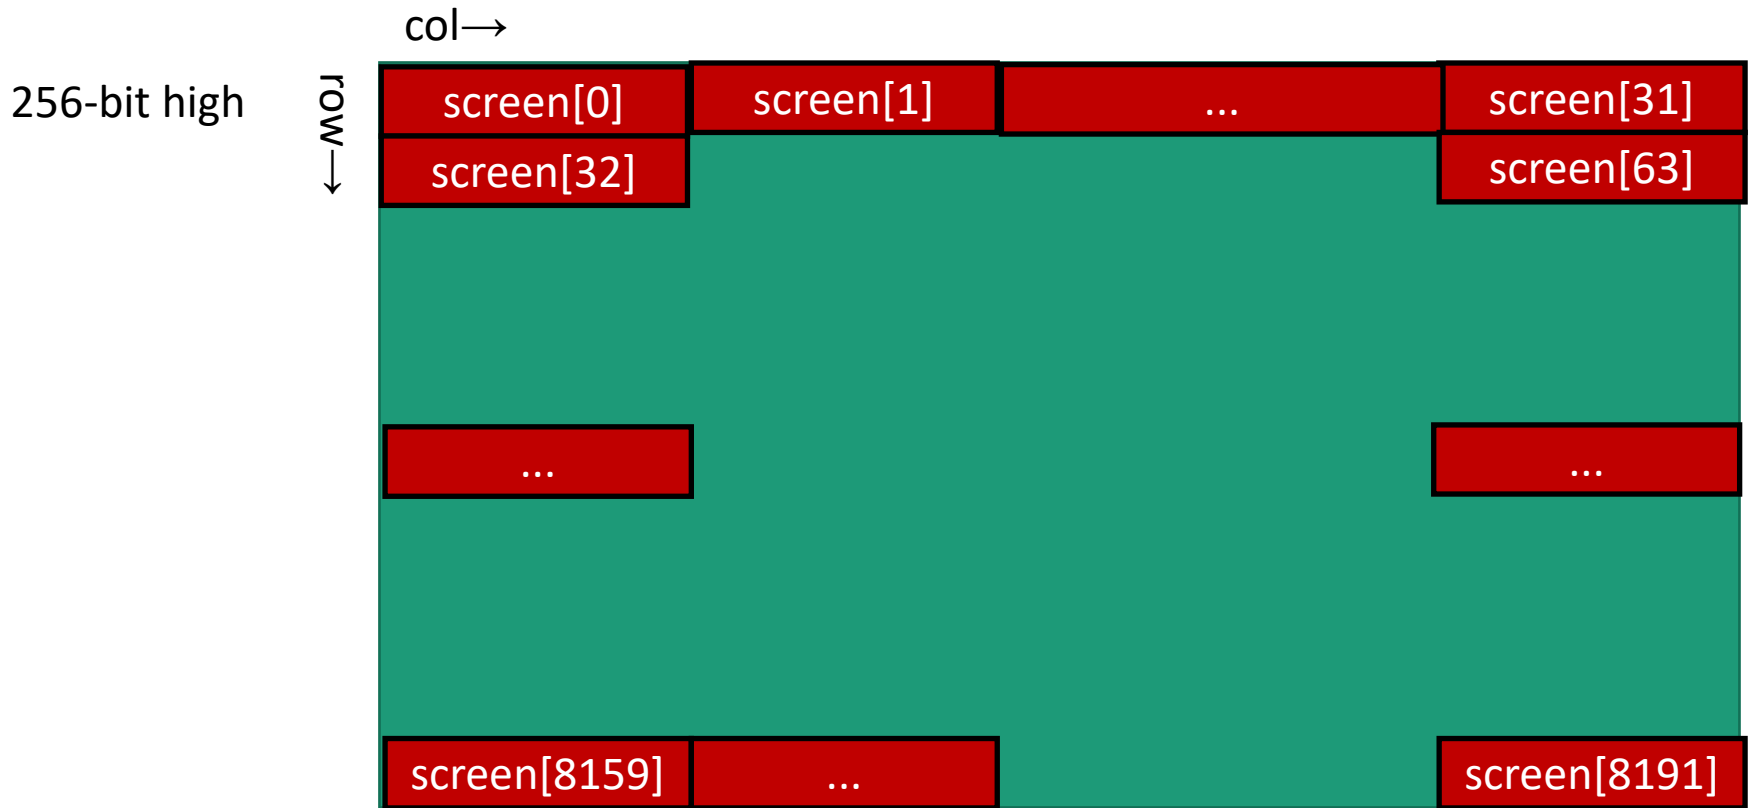 col→
256-bit high
row→
screen[0]
screen[1]
...
screen[31]
screen[32]
screen[63]
...
...
screen[8159]
...
screen[8191]